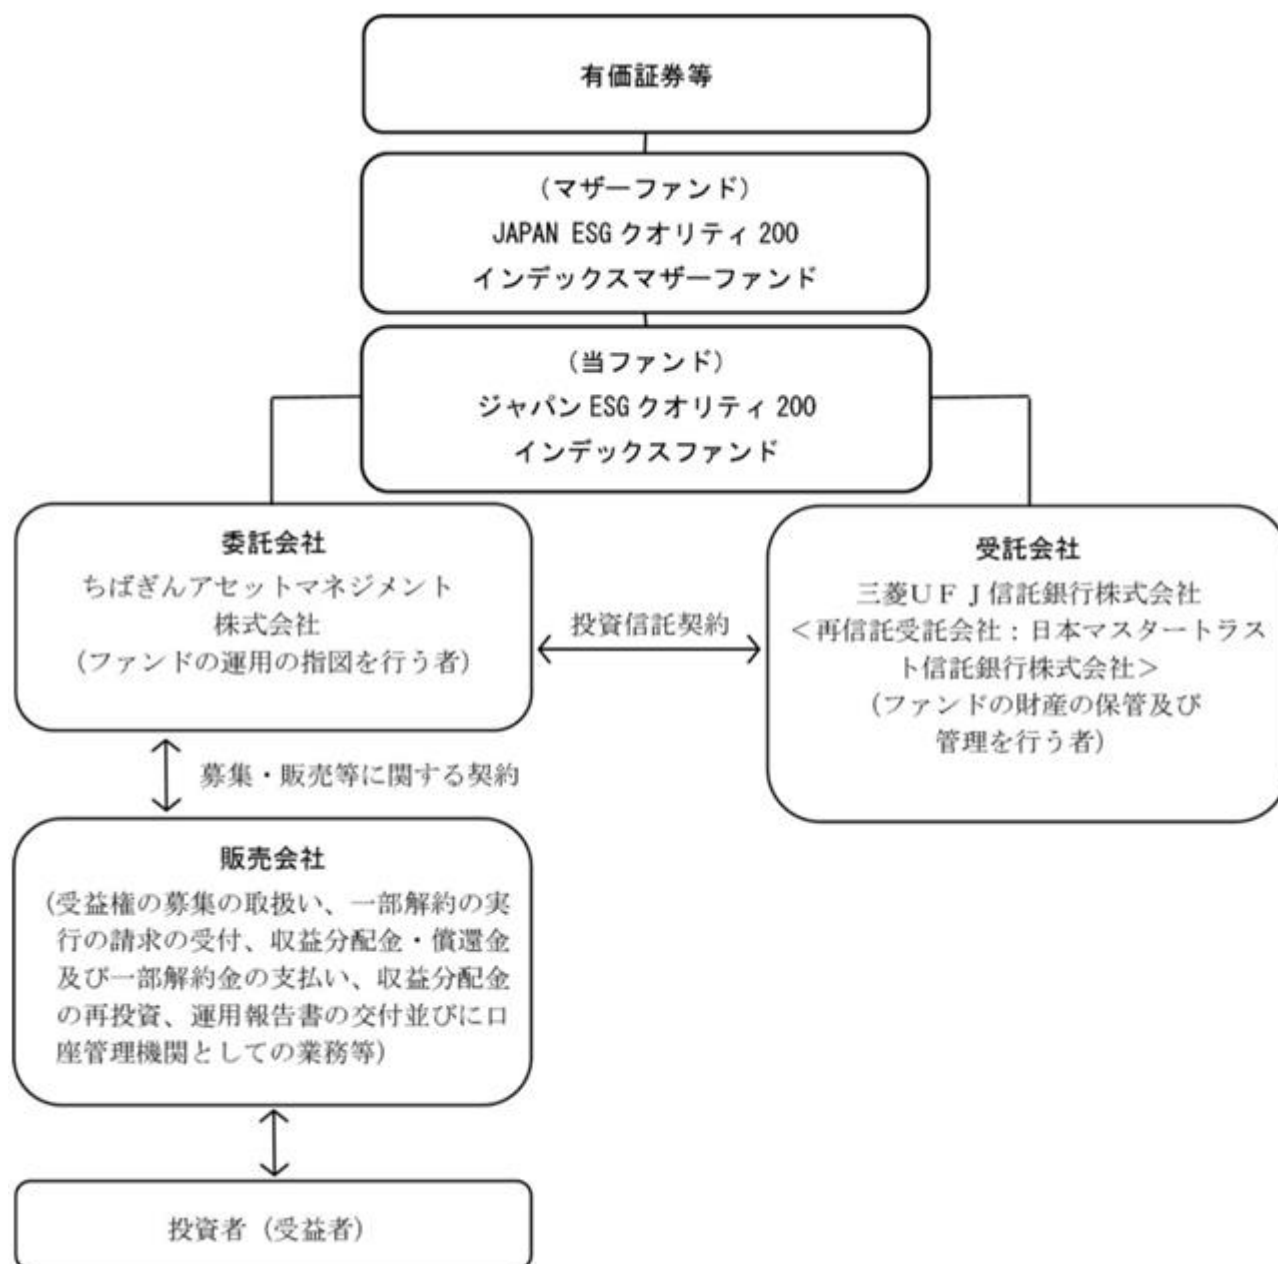 有価証券等
（マザーファンド）
JAPAN ESG クオリティ 200
インデックスマザーファンド
（当ファンド）
ジャパン ESG クオリティ 200
インデックスファンド
委託会社
ちばぎんアセットマネジメント
株式会社
（ファンドの運用の指図を行う者）
投資信託契約
受託会社
三菱ＵＦＪ信託銀行株式会社
＜再信託受託会社：日本マスタートラス
ト信託銀行株式会社＞
（ファンドの財産の保管及び
管理を行う者）
募集・販売等に関する契約
販売会社
（受益権の募集の取扱い、一部解約の実
行の請求の受付、収益分配金・償還金
及び一部解約金の支払い、収益分配金
の再投資、運用報告書の交付並びに口
座管理機関としての業務等）
投資者（受益者）